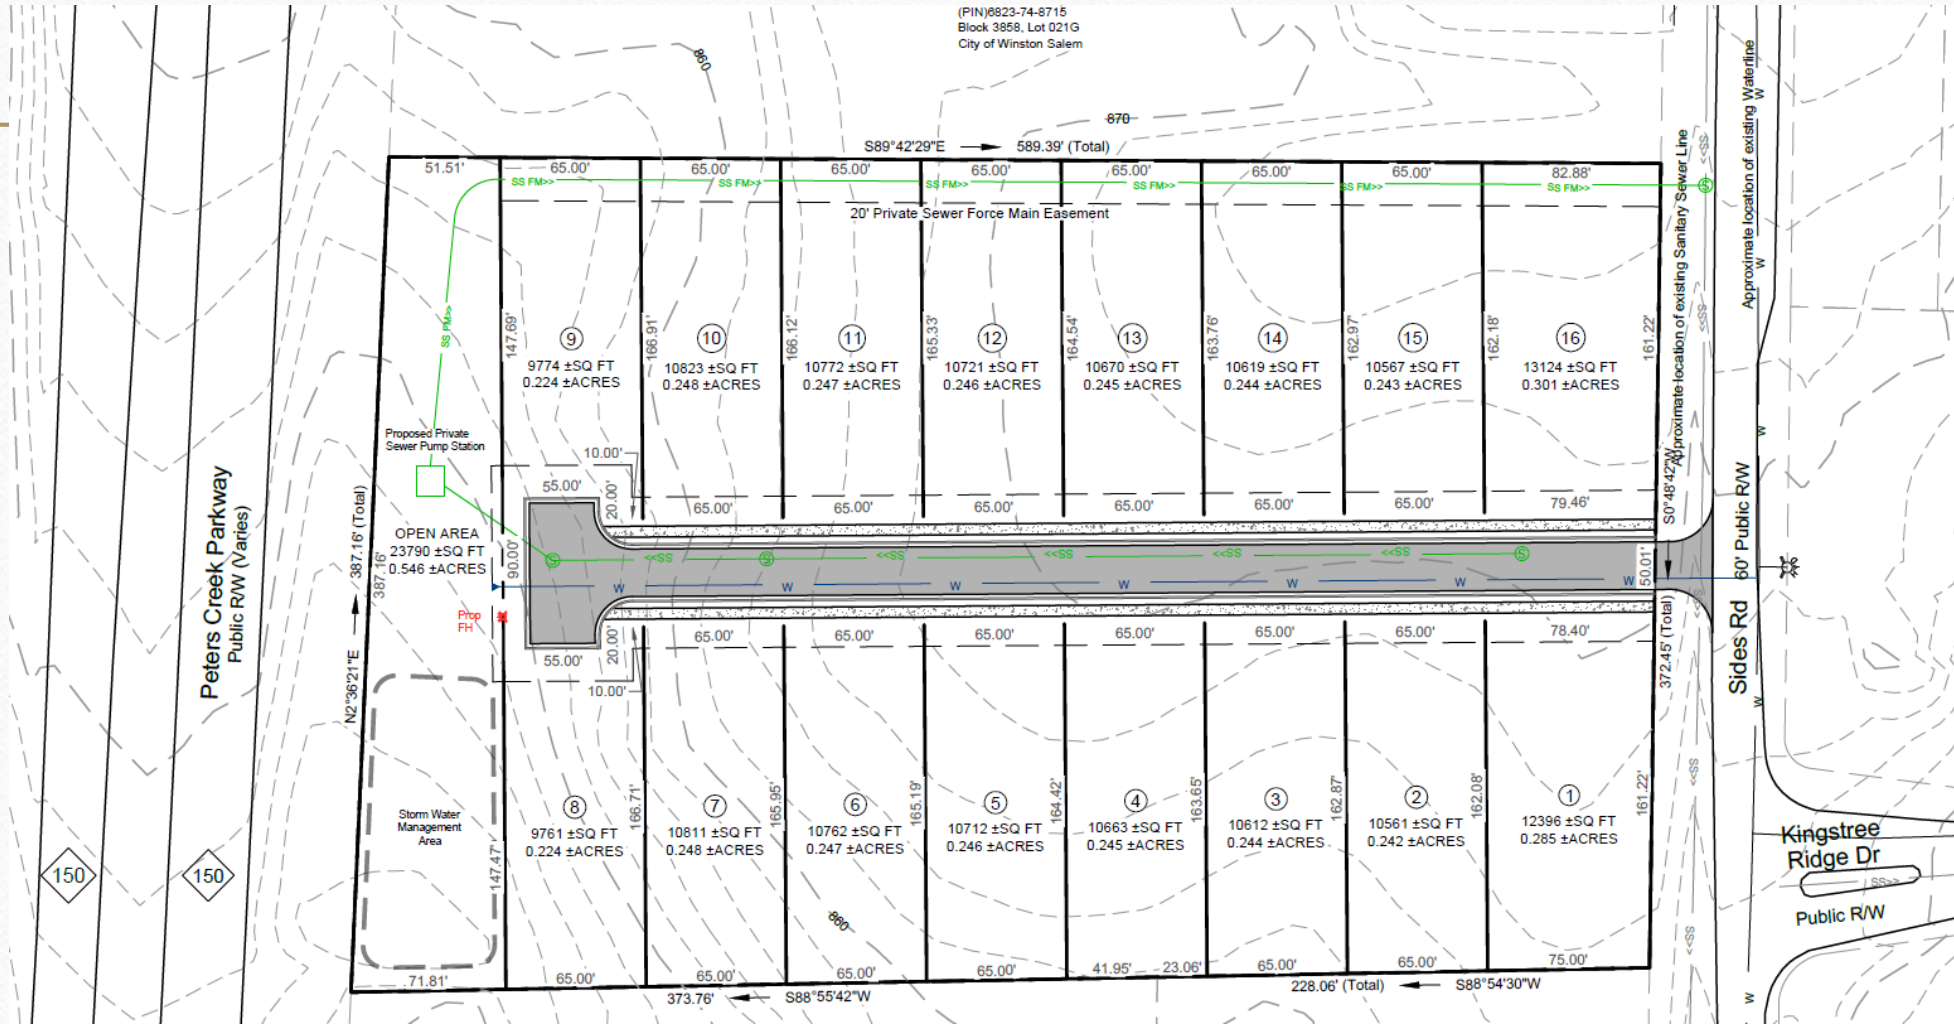 (PIN)6823-74-8715
Block 3858, Lot 021G
City of Winston Salem
860
870
S89°42'29"E
589.39' (Total)
51.51'
65.00'
65.00'
65.00'
65.00'
65.00'
65.00'
65.00'
82.88'
SS FM>>
SS FM>>
SS FM>>
SS FM>>
SS FM>>
SS FM>>
20' Private Sewer Force Main Easement
SS FM>>
147.69'
166.91'
166.12'
165.33'
164.54'
163.76'
162.97'
162.18'
161.22'
9
9774 ±SQ FT
0.224 ±ACRES
10
10823 ±SQ FT
0.248 ±ACRES
11
10772 ±SQ FT
0.247 ±ACRES
12
10721 ±SQ FT
0.246 ±ACRES
13
10670 ±SQ FT
0.245 ±ACRES
14
10619 ±SQ FT
0.244 ±ACRES
15
10567 ±SQ FT
0.243 ±ACRES
16
13124 ±SQ FT
0.301 ±ACRES
Approximate location of existing Sanitary Sewer Line
Approximate location of existing Waterline
<<SS
<<SS
S
W
W
W
W
W
Proposed Private
Sewer Pump Station
10.00'
55.00'
20.00'
65.00'
65.00'
65.00'
65.00'
65.00'
65.00'
79.46'
S0°48'42"W
372.45' (Total)
OPEN AREA
23790 ±SQ FT
0.546 ±ACRES
90.00'
S
<<SS
S
<<SS
<<SS
<<SS
<<SS
S
50.01'
W
W
W
W
W
W
W
Prop
FH
N2°36'21"E
387.16' (Total)
387.16'
Peters Creek Parkway
Public R/W (Varies)
Sides Rd
60' Public R/W
55.00'
20.00'
10.00'
65.00'
65.00'
65.00'
65.00'
65.00'
65.00'
78.40'
Storm Water
Management
Area
147.47'
166.71'
165.95'
165.19'
164.42'
163.65'
162.87'
162.08'
161.22'
8
9761 ±SQ FT
0.224 ±ACRES
7
10811 ±SQ FT
0.248 ±ACRES
6
10762 ±SQ FT
0.247 ±ACRES
5
10712 ±SQ FT
0.246 ±ACRES
4
10663 ±SQ FT
0.245 ±ACRES
3
10612 ±SQ FT
0.244 ±ACRES
2
10561 ±SQ FT
0.242 ±ACRES
1
12396 ±SQ FT
0.285 ±ACRES
<<SS
<<SS
150
150
Kingstree
Ridge Dr
SS>>
Public R/W
860
71.81'
65.00'
65.00'
65.00'
65.00'
41.95'
23.06'
65.00'
65.00'
75.00'
373.76'
S88°55'42"W
228.06' (Total)
S88°54'30"W